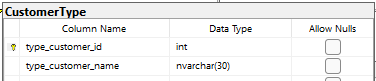 CustomerType
Column Name Data Type Allow Nulls
type_customer_id int
type_customer_name nvarchar(30)